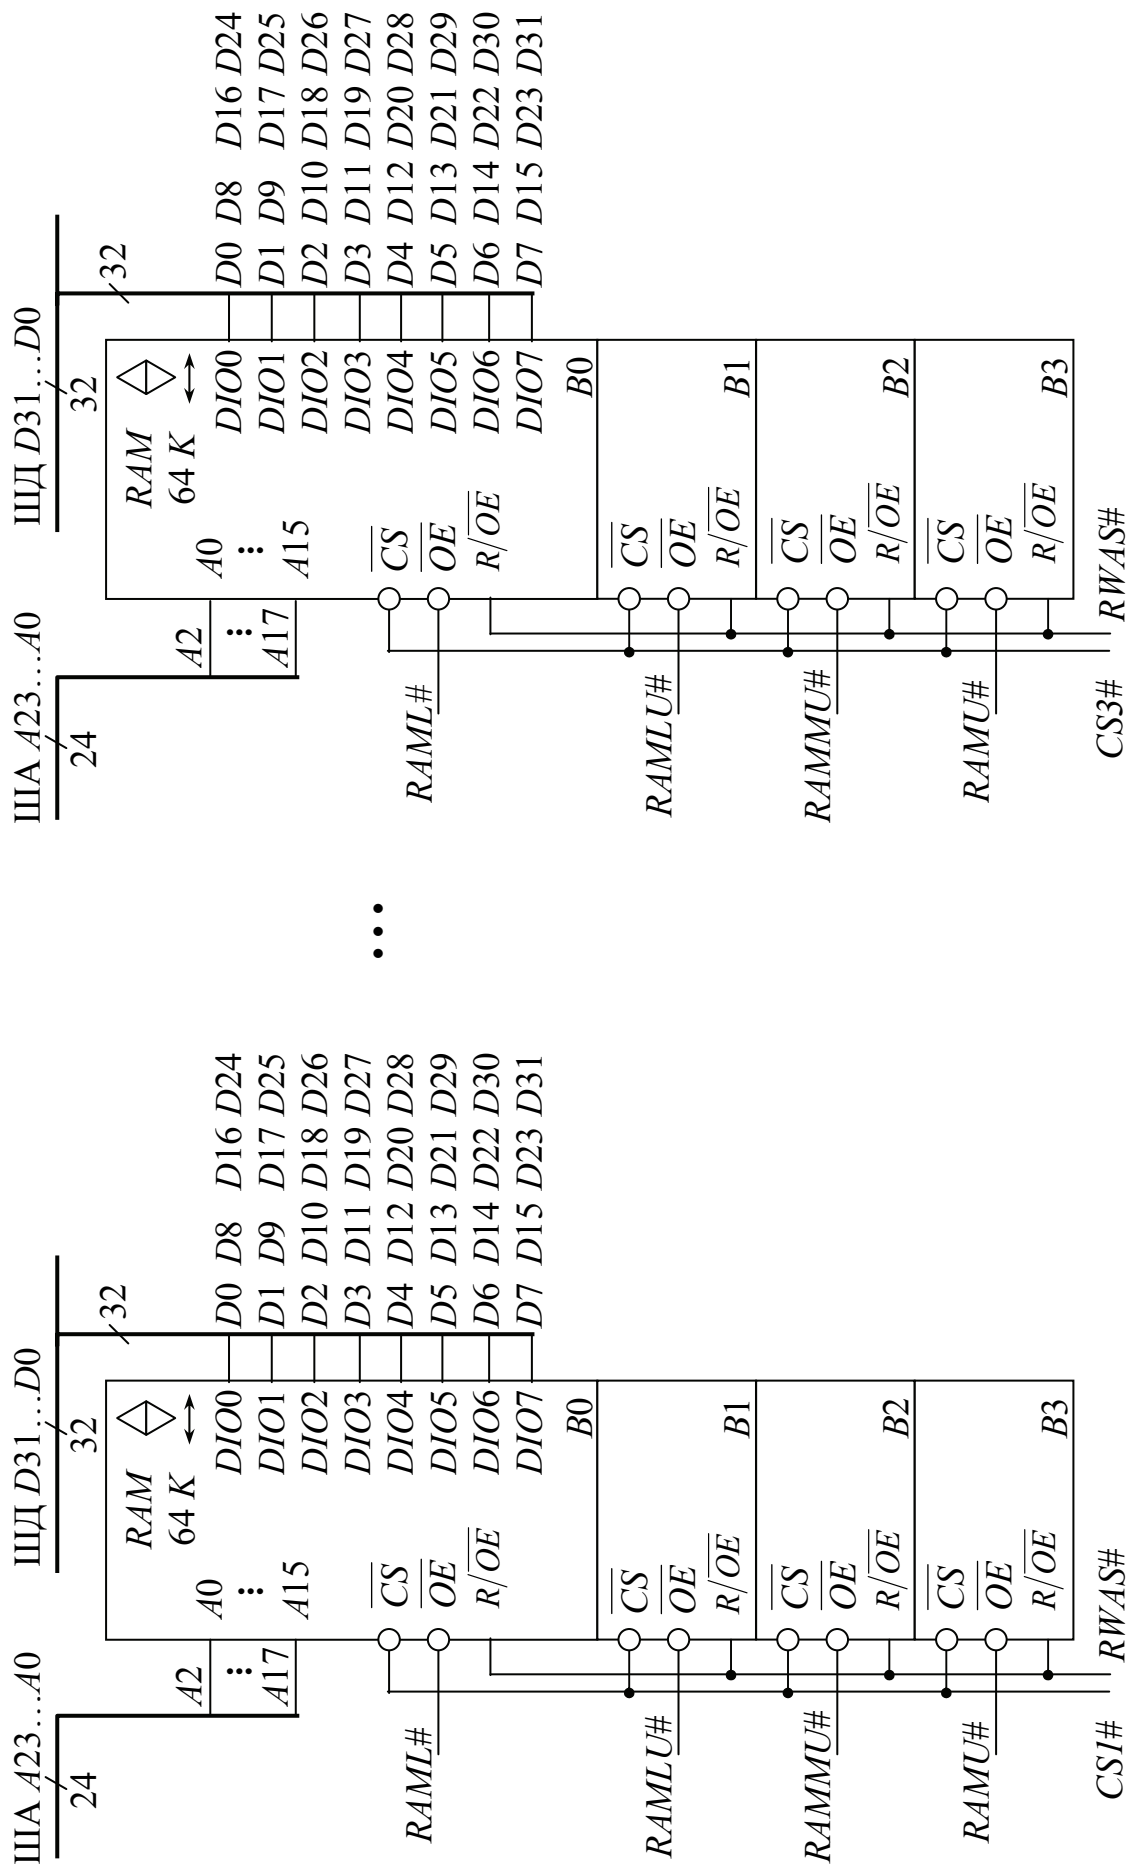 ША A23...A0
24
A2
⋮
A17
A0
⋮
A15
RAM
64 K
ШД D31...D0
32
32
DIO0 D0 D8 D16 D24
DIO1 D1 D9 D17 D25
DIO2 D2 D10 D18 D26
DIO3 D3 D11 D19 D27
DIO4 D4 D12 D20 D28
DIO5 D5 D13 D21 D29
DIO6 D6 D14 D22 D30
DIO7 D7 D15 D23 D31
C̅S̅
RAML# O̅E̅
R/O̅E̅
B0
C̅S̅
RAMLU# O̅E̅
R/O̅E̅ B1
C̅S̅
RAMMU# O̅E̅
R/O̅E̅ B2
C̅S̅
RAMU# O̅E̅
R/O̅E̅ B3
CS1# RWAS#
...
ША A23...A0
24
A2
⋮
A17
A0
⋮
A15
RAM
64 K
ШД D31...D0
32
32
DIO0 D0 D8 D16 D24
DIO1 D1 D9 D17 D25
DIO2 D2 D10 D18 D26
DIO3 D3 D11 D19 D27
DIO4 D4 D12 D20 D28
DIO5 D5 D13 D21 D29
DIO6 D6 D14 D22 D30
DIO7 D7 D15 D23 D31
C̅S̅
RAML# O̅E̅
R/O̅E̅
B0
C̅S̅
RAMLU# O̅E̅
R/O̅E̅ B1
C̅S̅
RAMMU# O̅E̅
R/O̅E̅ B2
C̅S̅
RAMU# O̅E̅
R/O̅E̅ B3
CS3# RWAS#